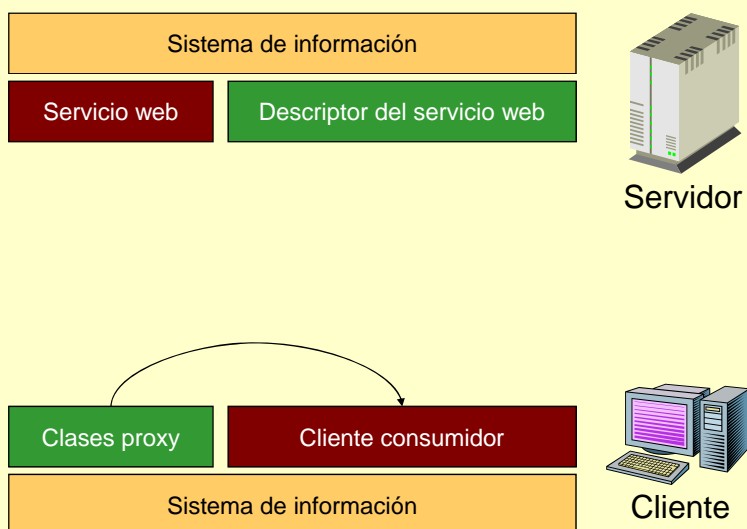 Sistema de información
Servicio web
Descriptor del servicio web
Servidor
Clases proxy
Cliente consumidor
Sistema de información
Cliente